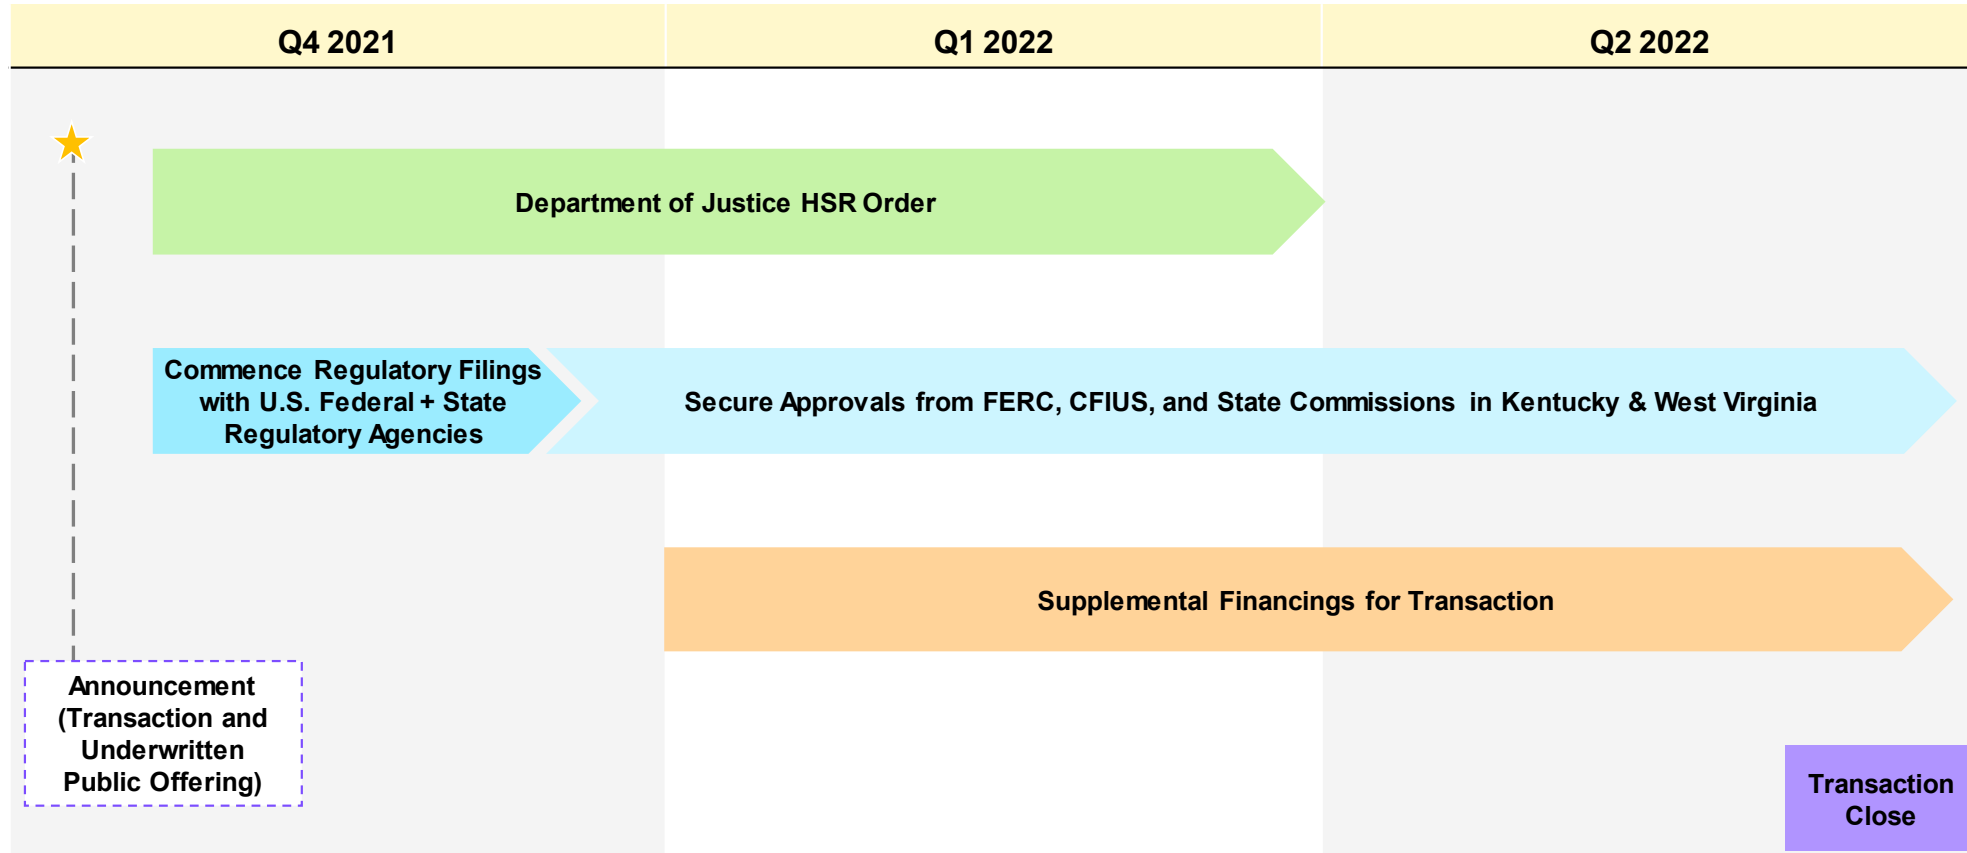 Q4 2021
Q1 2022
Q2 2022
Department of Justice HSR Order
Commence Regulatory Filings
with U.S. Federal + State
Regulatory Agencies
Secure Approvals from FERC, CFIUS, and State Commissions in Kentucky & West Virginia
Supplemental Financings for Transaction
Announcement
(Transaction and
Underwritten
Public Offering)
Transaction
Close